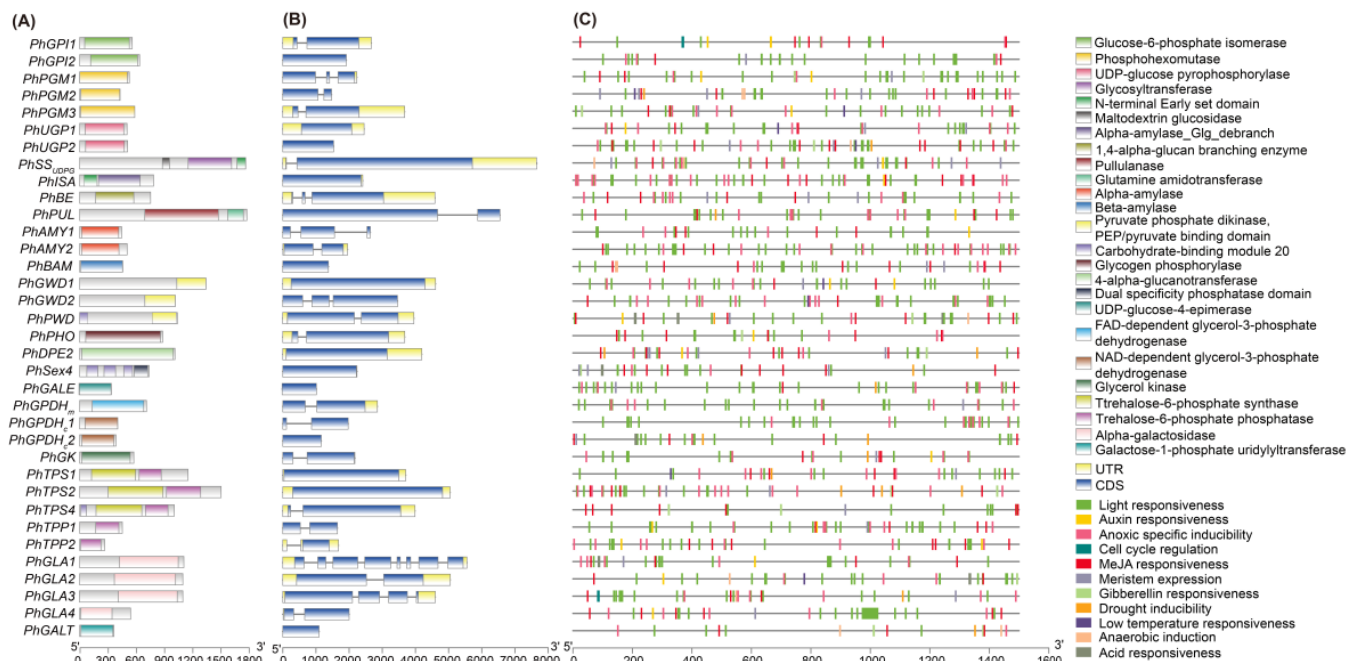 (A)
(B)
(C)
PhGPI1
PhGPI2
PhPGM1
PhPGM2
PhPGM3
PhUGP1
PhUGP2
PhSS UDPG
PhISA
PhBE
PhPUL
PhAMY1
PhAMY2
PhBAM
PhGWD1
PhGWD2
PhPWD
PhPHO
PhDPE2
PhSex4
PhGALE
PhGPDHm
PhGPDHc1
PhGPDHc2
PhGK
PhTPS1
PhTPS2
PhTPS4
PhTPP1
PhTPP2
PhGLA1
PhGLA2
PhGLA3
PhGLA4
PhGALT
5' 3'
0 300 600 900 1400 1800
5' 3'
0 1000 2000 3000 4000 5000 6000 7000 8000
5' 3'
0 200 400 600 800 1000 1200 1400 1600
Glucose-6-phosphate isomerase
Phosphohexomutase
UDP-glucose pyrophosphorylase
Glycosyltransferase
N-terminal Early set domain
Maltodextrin glucosidase
Alpha-amylase_Glg_debranch
1,4-alpha-glucan branching enzyme
Pullulanase
Glutamine amidotransferase
Alpha-amylase
Beta-amylase
Pyruvate phosphate dikinase,
PEP/pyruvate binding domain
Carbohydrate-binding module 20
Glycogen phosphorylase
4-alpha-glucanotransferase
Dual specificity phosphatase domain
UDP-glucose-4-epimerase
FAD-dependent glycerol-3-phosphate
dehydrogenase
NAD-dependent glycerol-3-phosphate
dehydrogenase
Glycerol kinase
Ttrehalose-6-phosphate synthase
Trehalose-6-phosphate phosphatase
Alpha-galactosidase
Galactose-1-phosphate uridylyltransferase
UTR
CDS
Light responsiveness
Auxin responsiveness
Anoxic specific inducibility
Cell cycle regulation
MeJA responsiveness
Meristem expression
Gibberellin responsiveness
Drought inducibility
Low temperature responsiveness
Anaerobic induction
Acid responsiveness